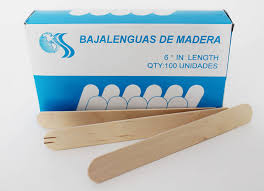 BAJALENGUAS DE MADERA
6" IN LENGTH
QTY:100 UNIDADES